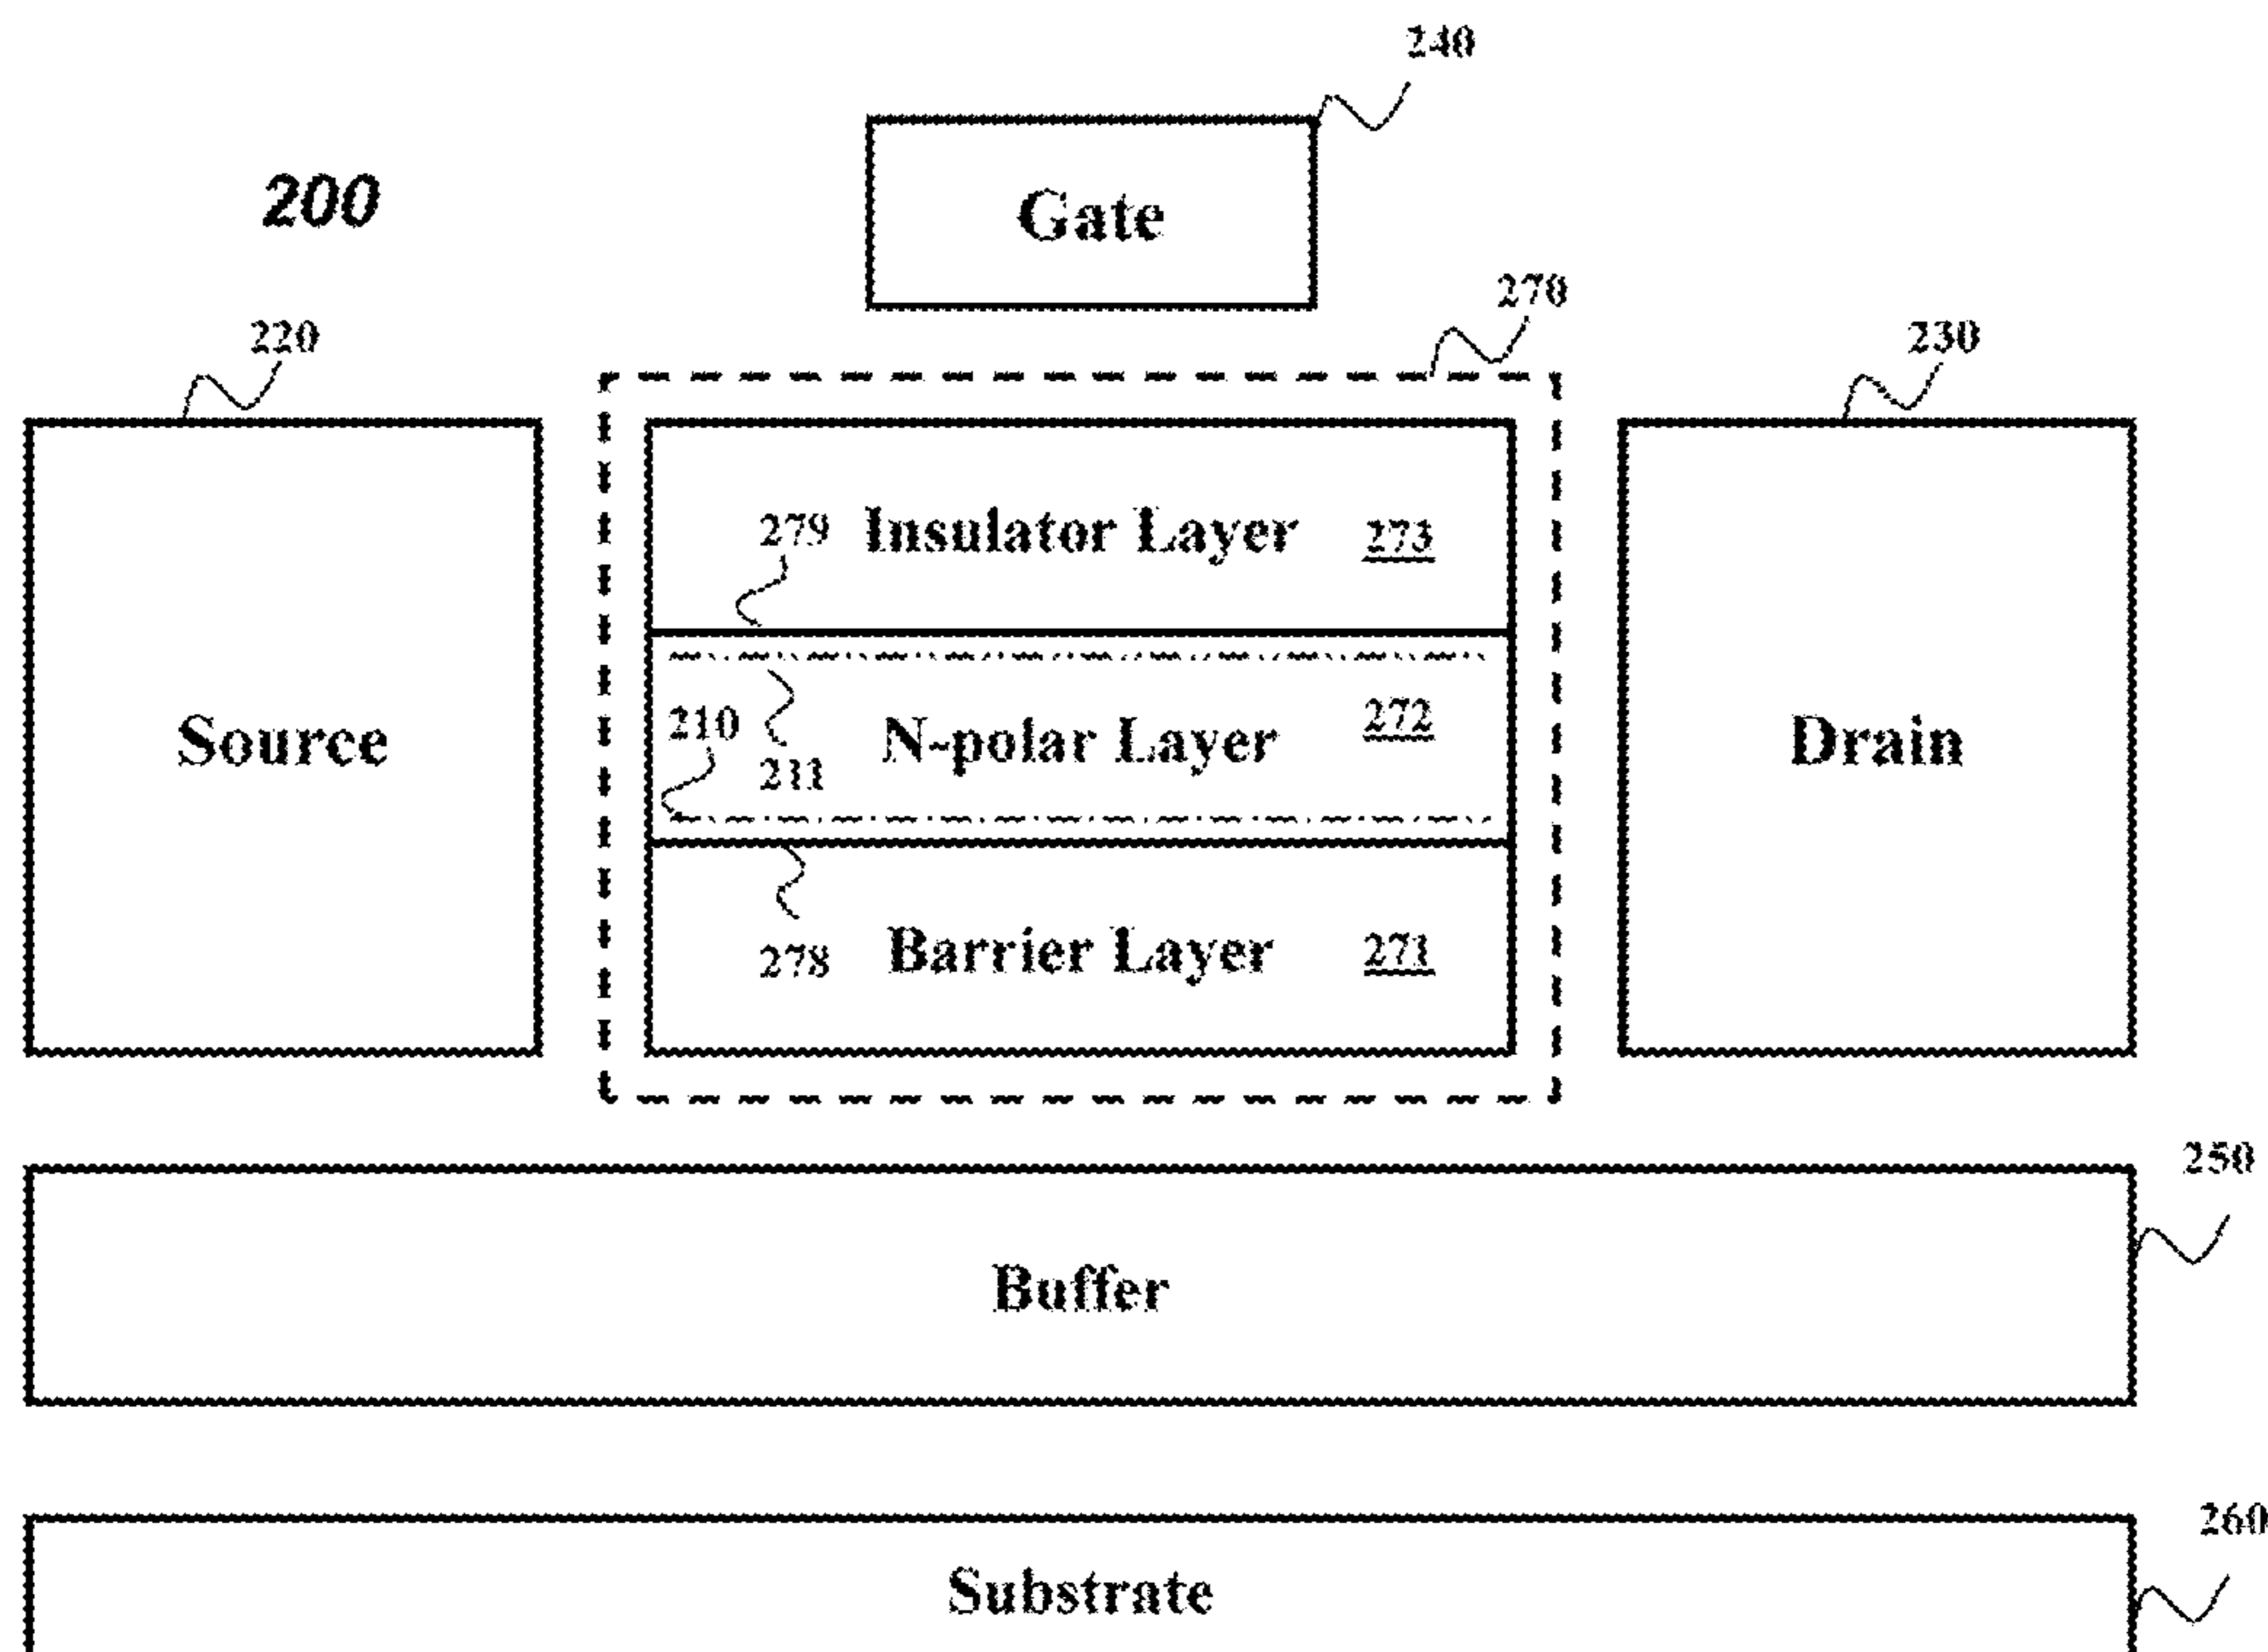 240
Gate
200
270
220
230
279 Insulator Layer 273
Source
210
N-polar Layer 272
211
Drain
278 Barrier Layer 271
250
Buffer
260
Substrate